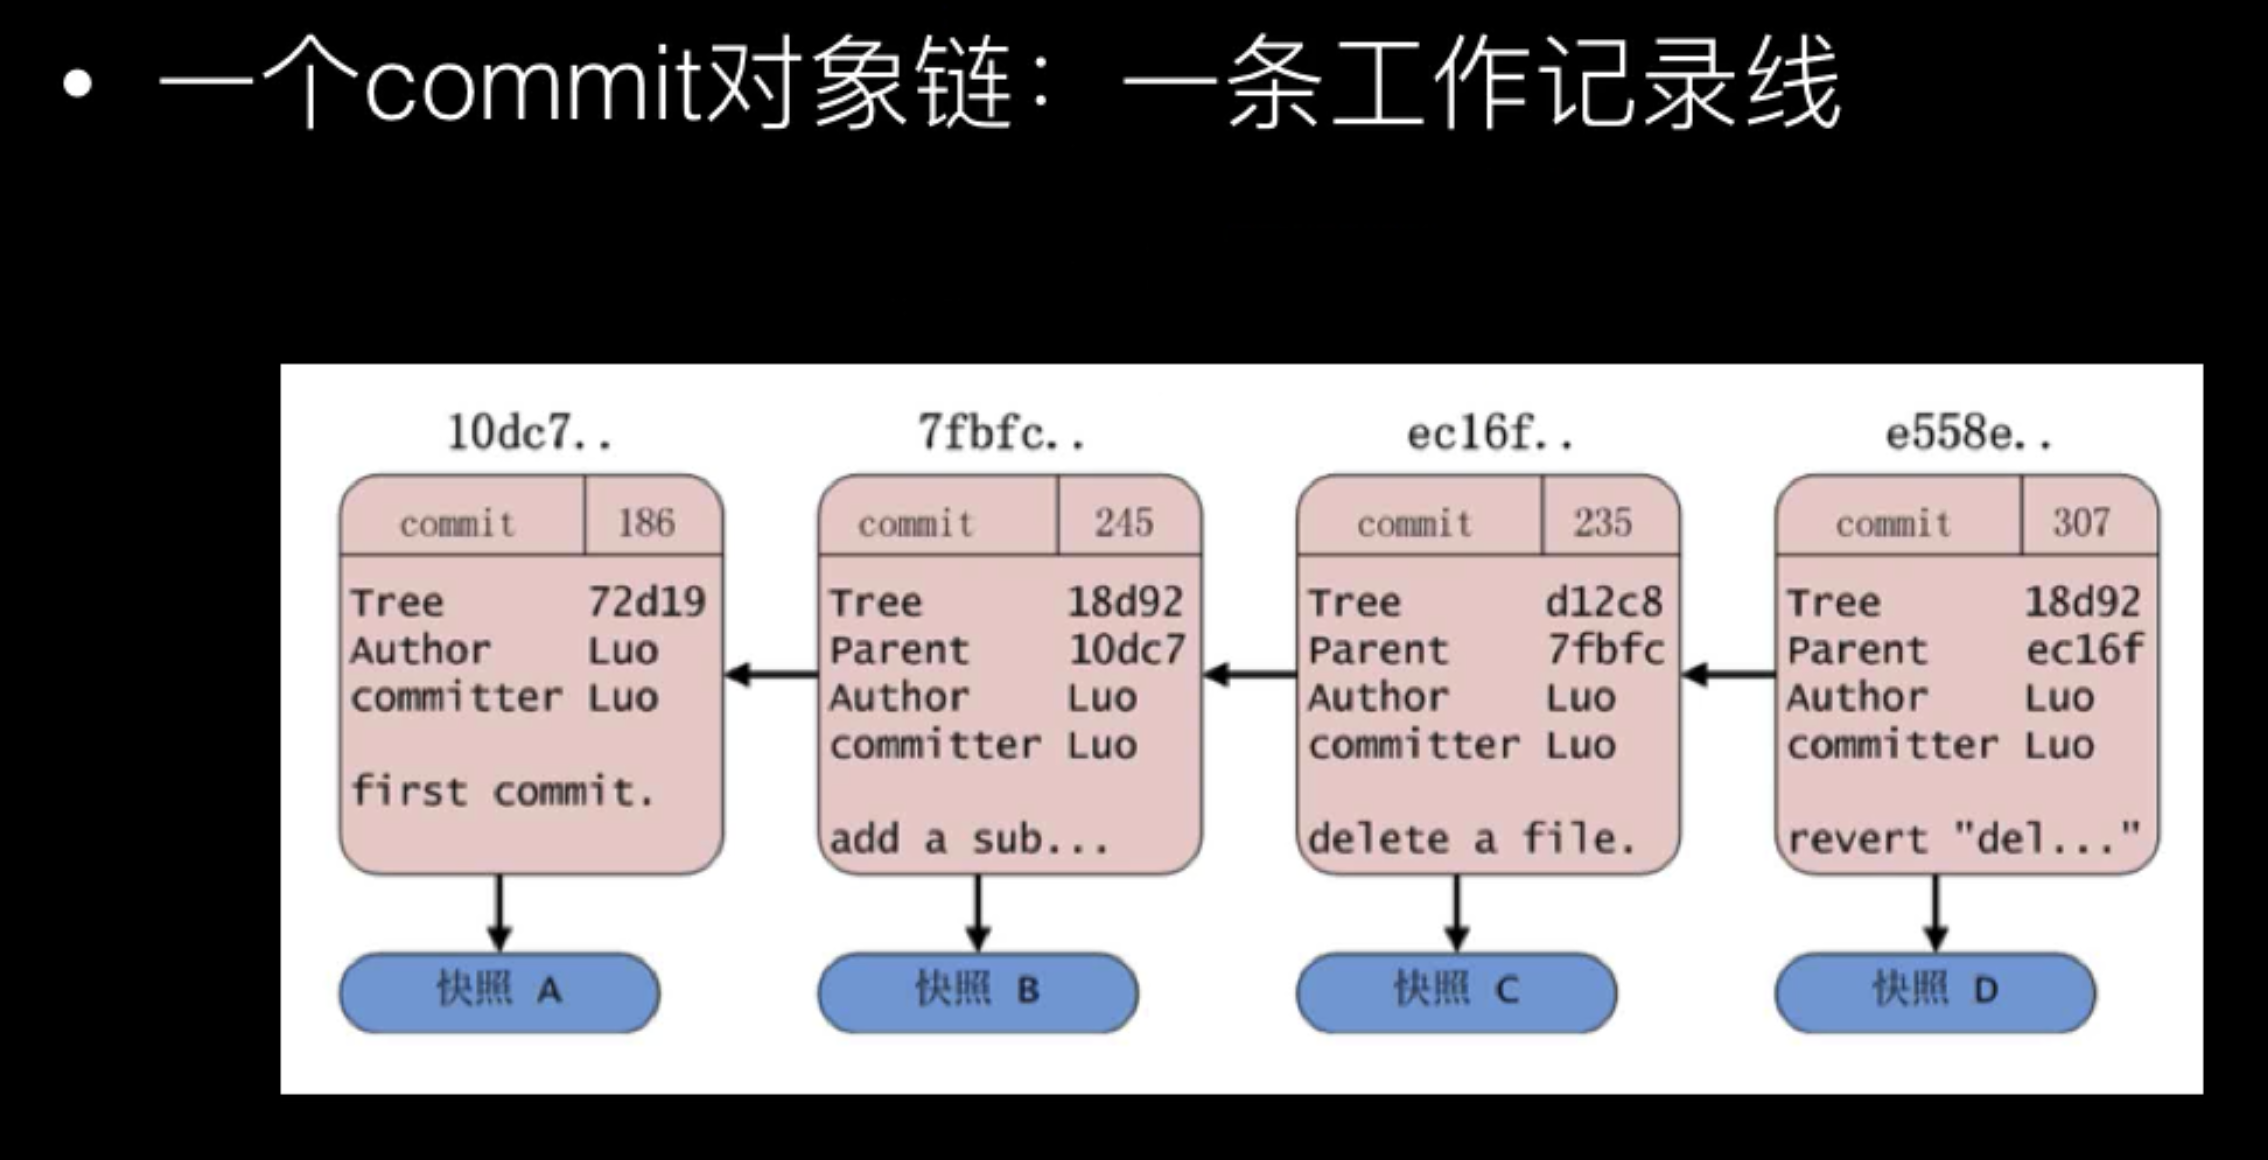 • 一个commit对象链：一条工作记录线
10dc7..
commit 186
Tree 72d19
Author Luo
committer Luo
first commit.
快照 A
7fbfc..
commit 245
Tree 18d92
Parent 10dc7
Author Luo
committer Luo
add a sub...
快照 B
ec16f..
commit 235
Tree d12c8
Parent 7fbfc
Author Luo
committer Luo
delete a file.
快照 C
e558e..
commit 307
Tree 18d92
Parent ec16f
Author Luo
committer Luo
revert "del..."
快照 D